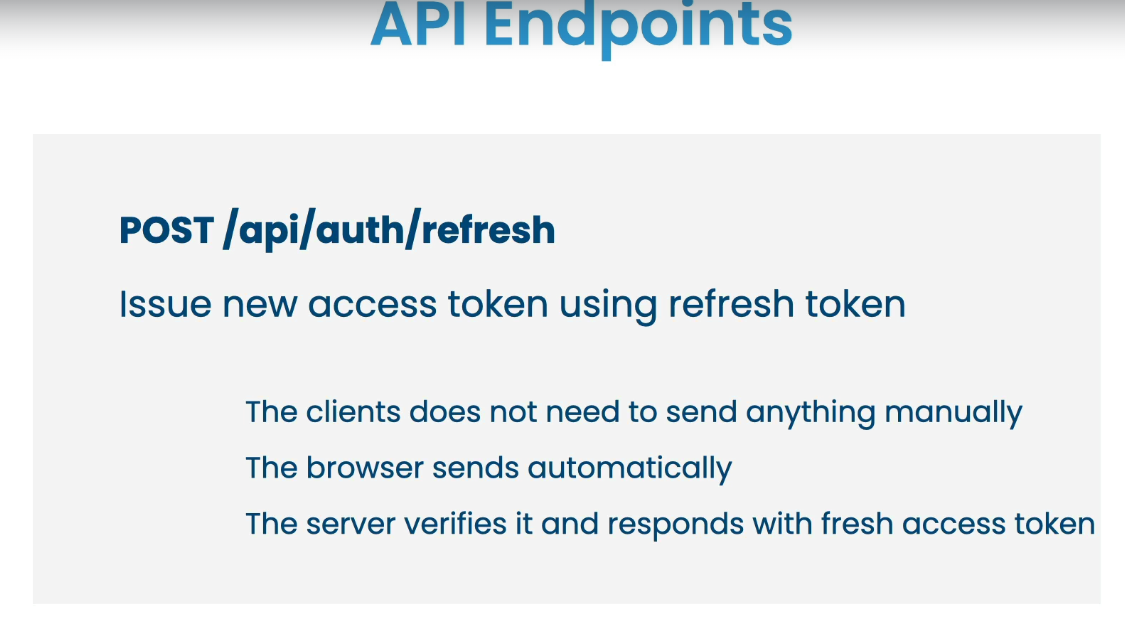 API Endpoints
POST /api/auth/refresh
Issue new access token using refresh token
The clients does not need to send anything manually
The browser sends automatically
The server verifies it and responds with fresh access token